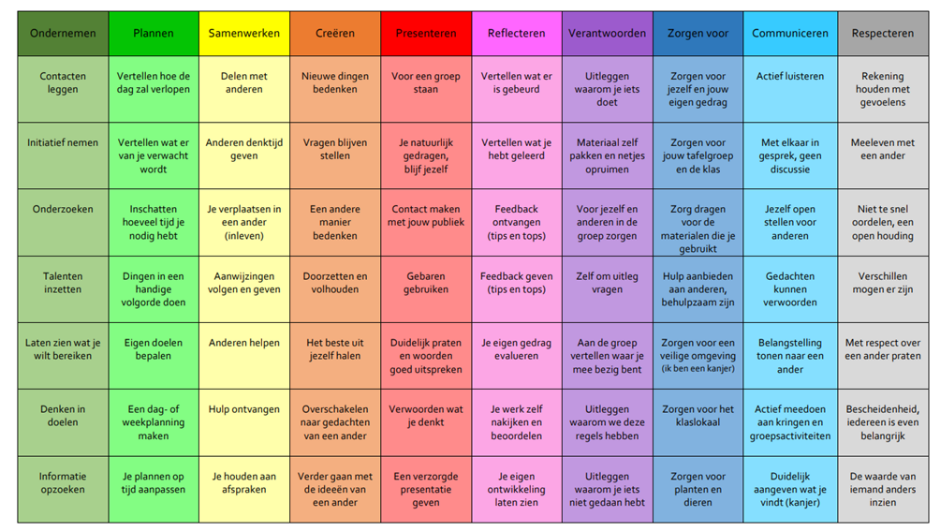 Ondernemen
Plannen
Samenwerken
Creëren
Presenteren
Reflecteren
Verantwoorden
Zorgen voor
Communiceren
Respecteren
Contacten
leggen
Vertellen hoe de
dag zal verlopen
Delen met
anderen
Nieuwe dingen
bedenken
Voor een groep
staan
Vertellen wat er
is gebeurd
Uitleggen
waarom je iets
doet
Zorgen voor
jezelf en jouw
eigen gedrag
Actief luisteren
Rekening
houden met
gevoelens
Initiatief nemen
Vertellen wat er
van je verwacht
wordt
Anderen denktijd
geven
Vragen blijven
stellen
Je natuurlijk
gedragen,
blijf jezelf
Vertellen wat je
hebt geleerd
Materiaal zelf
pakken en netjes
opruimen
Zorgen voor
jouw tafelgroep
en de klas
Met elkaar in
gesprek, geen
discussie
Meeleven met
een ander
Onderzoeken
Inschatten
hoeveel tijd je
nodig hebt
Je verplaatsen in
een ander
(inleven)
Een andere
manier
bedenken
Contact maken
met jouw publiek
Feedback
ontvangen
(tips en tops)
Voor jezelf en
anderen in de
groep zorgen
Zorg dragen
voor de
materialen die je
gebruikt
Jezelf open
stellen voor
anderen
Niet te snel
oordelen, een
open houding
Talenten
inzetten
Dingen in een
handige
volgorde doen
Aanwijzingen
volgen en geven
Doorzetten en
volhouden
Gebaren
gebruiken
Feedback geven
(tips en tops)
Zelf om uitleg
vragen
Hulp aanbieden
aan anderen,
behulpzaam zijn
Gedachten
kunnen
verwoorden
Verschillen
mogen er zijn
Laten zien wat je
wilt bereiken
Eigen doelen
bepalen
Anderen helpen
Het beste uit
jezelf halen
Duidelijk praten
en woorden
goed uitspreken
Je eigen gedrag
evalueren
Aan de groep
vertellen waar je
mee bezig bent
Zorgen voor een
veilige omgeving
(ik ben een kanjer)
Belangstelling
tonen naar een
ander
Met respect over
een ander praten
Denken in
doelen
Een dag- of
weekplanning
maken
Hulp ontvangen
Overschakelen
naar gedachten
van een ander
Verwoorden wat
je denkt
Je werk zelf
nakijken en
beoordelen
Uitleggen
waarom we deze
regels hebben
Zorgen voor het
klaslokaal
Actief meedoen
aan kringen en
groepsactiviteiten
Bescheidenheid,
iedereen is even
belangrijk
Informatie
opzoeken
Je plannen op
tijd aanpassen
Je houden aan
afspraken
Verder gaan met
de ideeën van
een ander
Een verzorgde
presentatie
geven
Je eigen
ontwikkeling
laten zien
Uitleggen
waarom je iets
niet gedaan hebt
Zorgen voor
planten en
dieren
Duidelijk
aangeven wat je
vindt (kanjer)
De waarde van
iemand anders
inzien